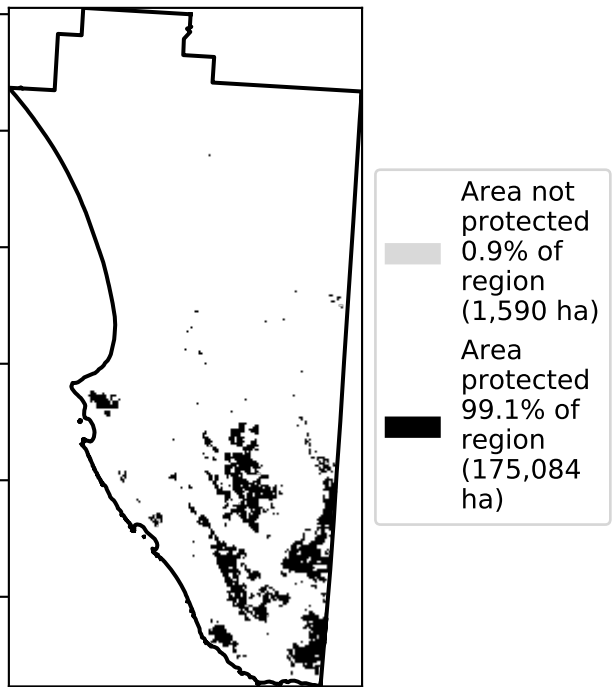 Area not
protected
0.9% of
region
(1,590 ha)
Area
protected
99.1% of
region
(175,084
ha)